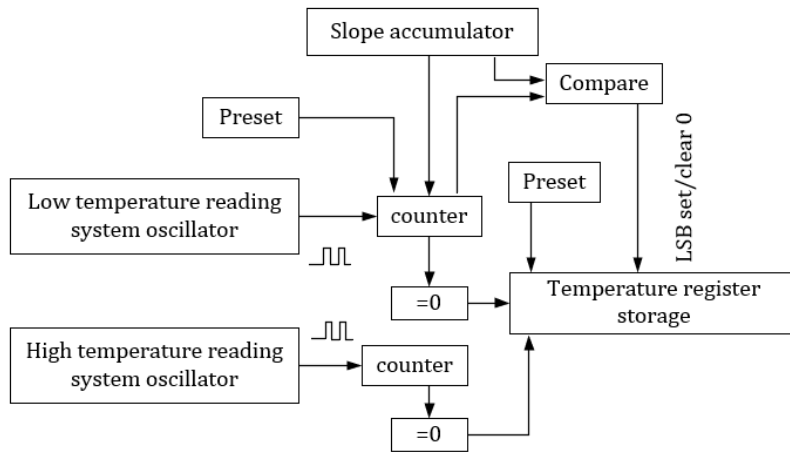 Slope accumulator
Compare
Preset
LSB set/clear 0
Low temperature reading
system oscillator
counter
Preset
=0
Temperature register
storage
High temperature reading
system oscillator
counter
=0